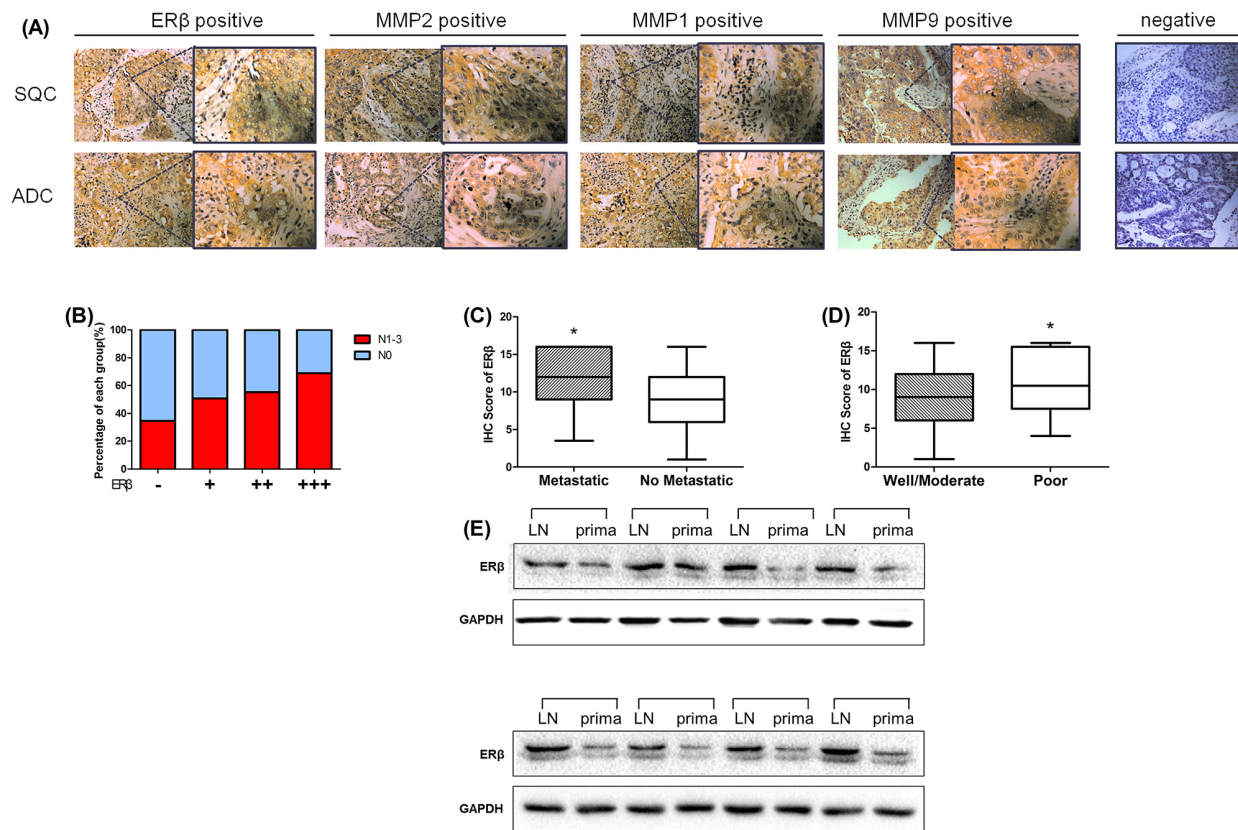 (A)
ERβ positive MMP2 positive MMP1 positive MMP9 positive negative
SQC
ADC
(B)
Percentage of each group(%)
100
80
60
40
20
0
ERβ - + ++ +++
N1-3
N0
(C)
IHC Score of ERβ
20
15
10
5
0
*
Metastatic No Metastatic
(D)
IHC Score of ERβ
20
15
10
5
0
*
Well/Moderate Poor
(E)
LN prima LN prima LN prima LN prima
ERβ
GAPDH
LN prima LN prima LN prima LN prima
ERβ
GAPDH